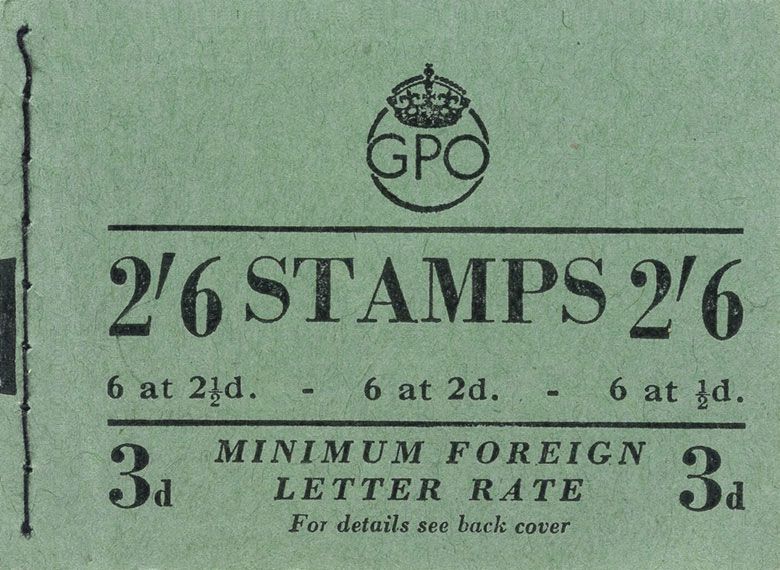 GPO
2/6 STAMPS 2/6
6 at 2½d. - 6 at 2d. - 6 at ½d.
3d MINIMUM FOREIGN 3d
LETTER RATE
For details see back cover